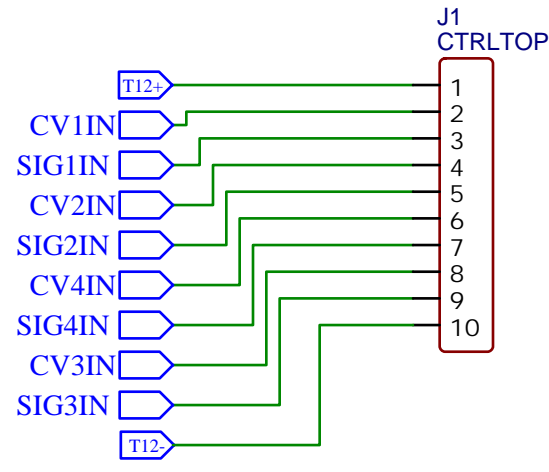 J1
CTRLTOP
T12+
1
CV1IN
2
SIG1IN
3
CV2IN
4
SIG2IN
5
CV4IN
6
SIG4IN
7
CV3IN
8
SIG3IN
9
T12-
10